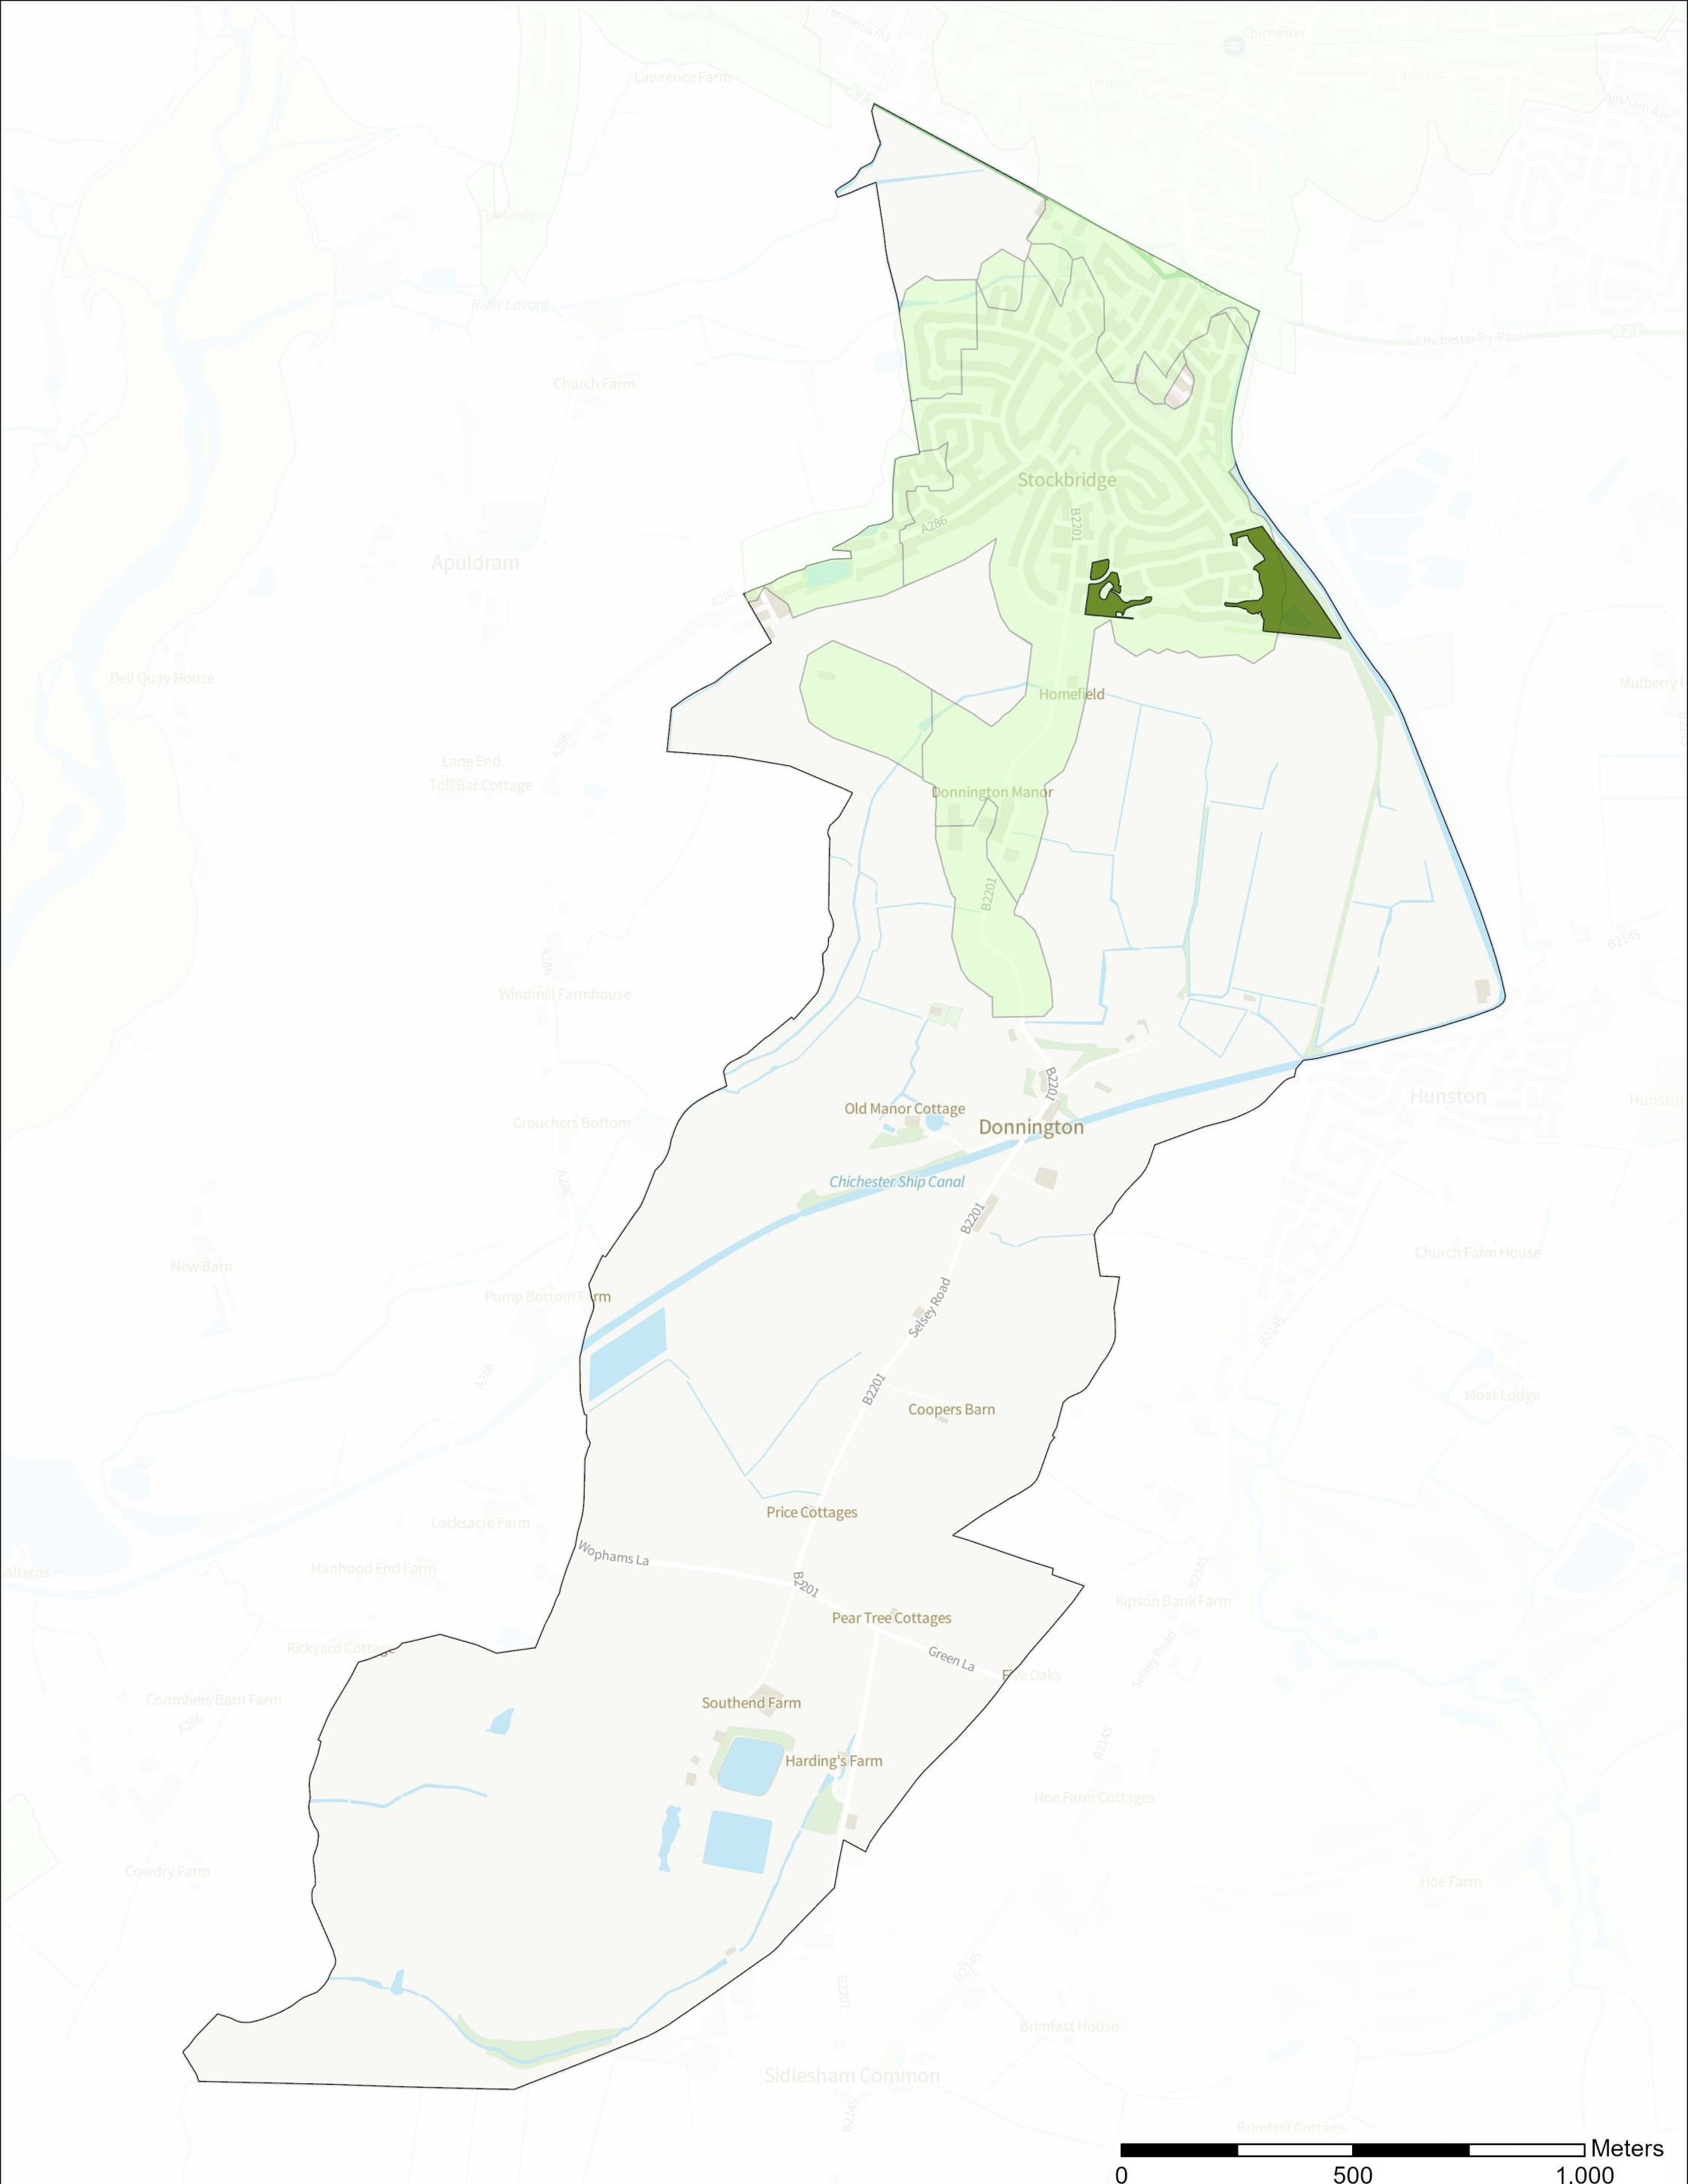 Terminus Rd
Chichester
Lawrence Farm
Terminus Rd
Kingsham Rd
River Lavant
A286
The Lodge
River Lavant
Chichester By-Pass
A27
Church Farm
Stockbridge
B2201
A286
Apuldram
A286
Dell Quay House
Homefield
A286
Lane End
Toll Bar Cottage
Donnington Manor
B2201
B2145
A286
Windmill Farmhouse
B2201
Hunston
Old Manor Cottage
Donnington
Crouchers Bottom
A286
Chichester Ship Canal
B2201
New Barn
Church Farm House
Pump Bottom Farm
Selsey Road
B2145
A286
B2201
Moat Lodge
Coopers Barn
Price Cottages
Locksacre Farm
Wophams La
Manhood End Farm
B2201
B2145
Kipson Bank Farm
Pear Tree Cottages
Rickyard Cottage
Green La
Selsey Road
Five Oaks
Coombers Barn Farm
A286
Southend Farm
B2145
Harding's Farm
Hoe Farm Cottages
Cowdry Farm
Hoe Farm
B2145
B2201
Brimfast House
Sidlesham Common
B2145
Brimfast Cottage
Meters
0 500 1,000